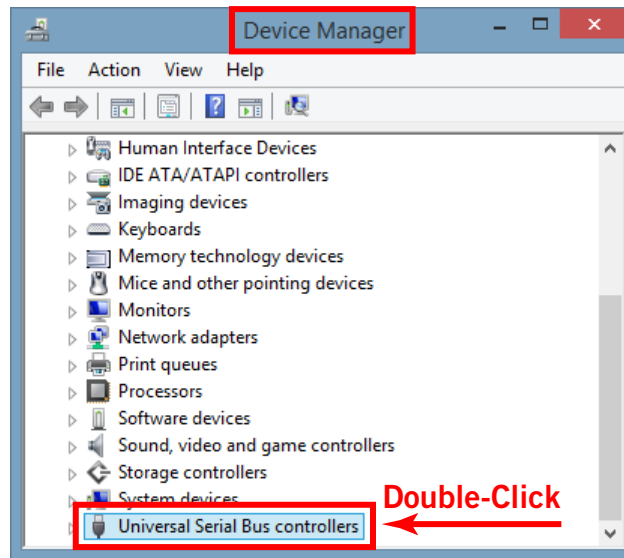 Device Manager
File Action View Help
Human Interface Devices
IDE ATA/ATAPI controllers
Imaging devices
Keyboards
Memory technology devices
Mice and other pointing devices
Monitors
Network adapters
Print queues
Processors
Software devices
Sound, video and game controllers
Storage controllers
System devices
Double-Click
Universal Serial Bus controllers